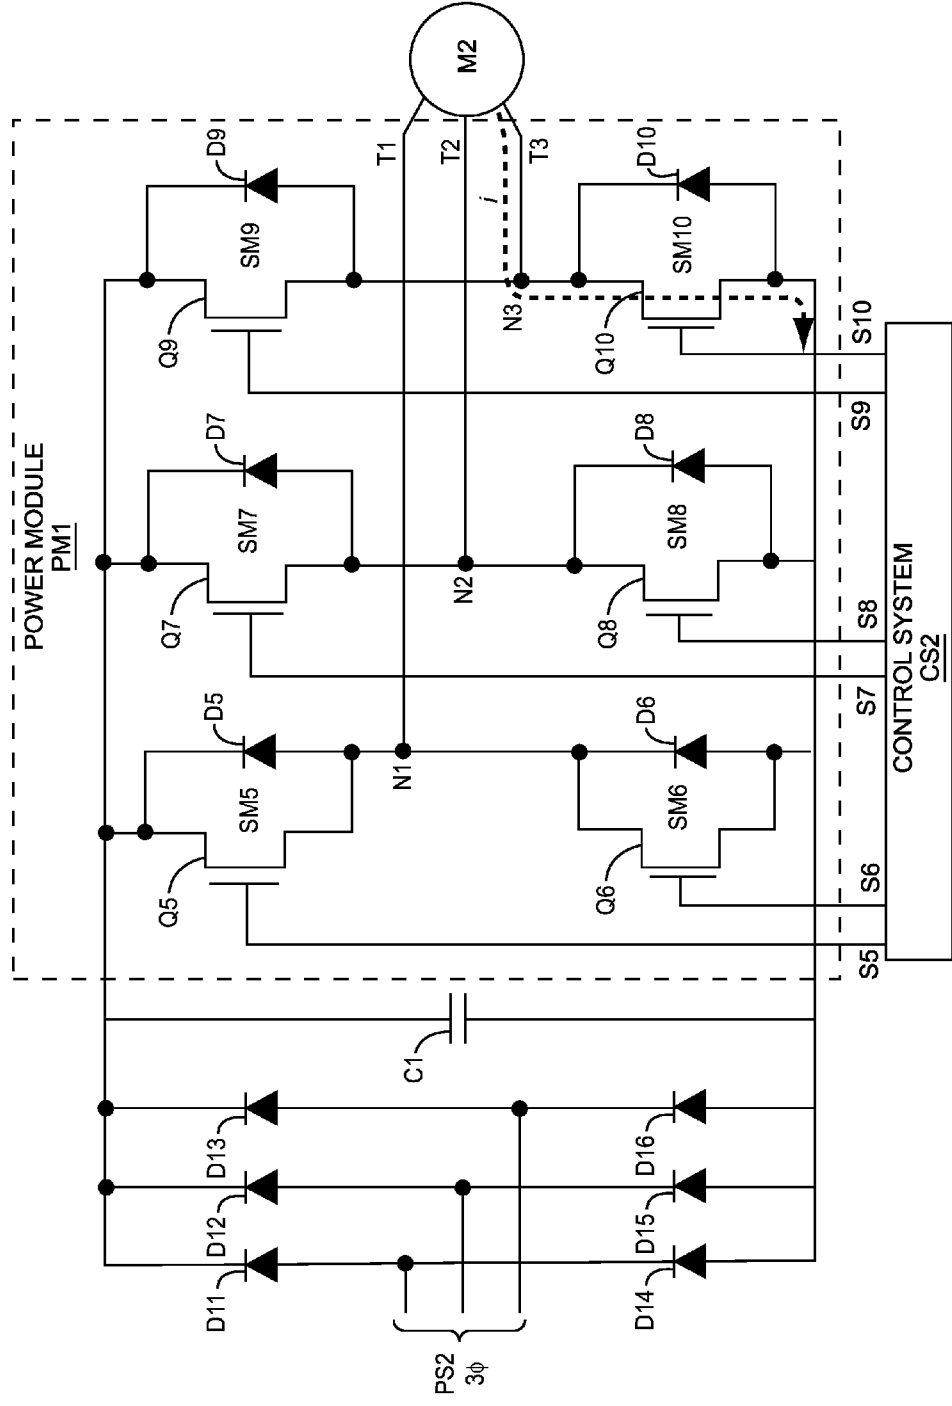 POWER MODULE
PM1
M2
T1
T2
T3
i
D9
SM9
Q9
N3
D10
SM10
Q10
D7
SM7
Q7
N2
D8
SM8
Q8
D5
SM5
Q5
N1
D6
SM6
Q6
S5
S6
S7
S8
S9
S10
CONTROL SYSTEM
CS2
C1
D13
D12
D11
D16
D15
D14
PS2
3ϕ